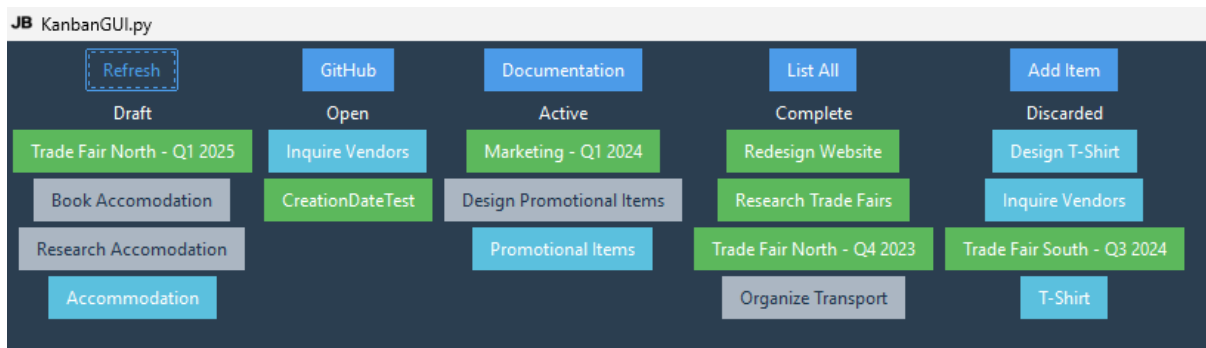 JB KanbanGUI.py
Refresh GitHub Documentation List All Add Item
Draft Open Active Complete Discarded
Trade Fair North - Q1 2025 Inquire Vendors Marketing - Q1 2024 Redesign Website Design T-Shirt
Book Accomodation CreationDateTest Design Promotional Items Research Trade Fairs Inquire Vendors
Research Accomodation Promotional Items Trade Fair North - Q4 2023 Trade Fair South - Q3 2024
Accommodation Organize Transport T-Shirt